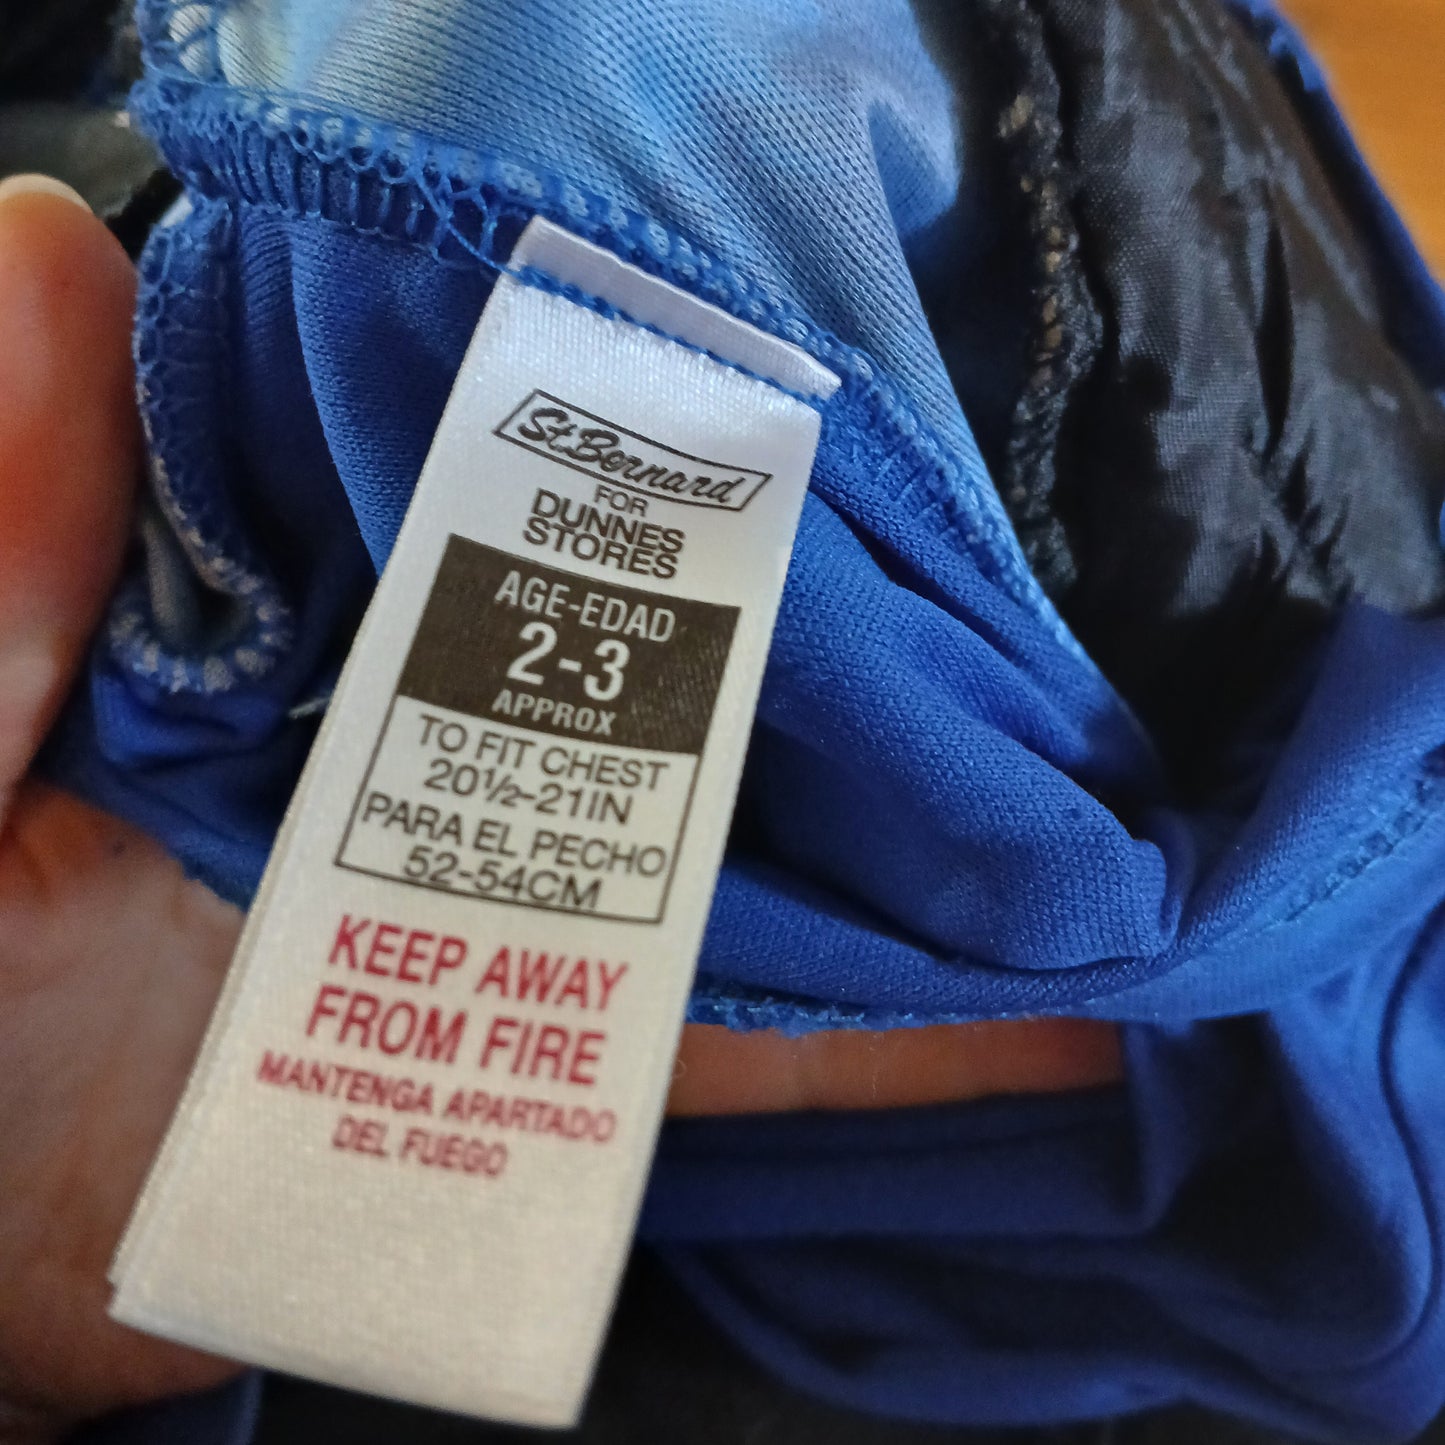 St.Bernard
FOR
DUNNES
STORES
AGE-EDAD
2-3
APPROX
TO FIT CHEST
20½-21IN
PARA EL PECHO
52-54CM
KEEP AWAY
FROM FIRE
MANTENGA APARTADO
DEL FUEGO